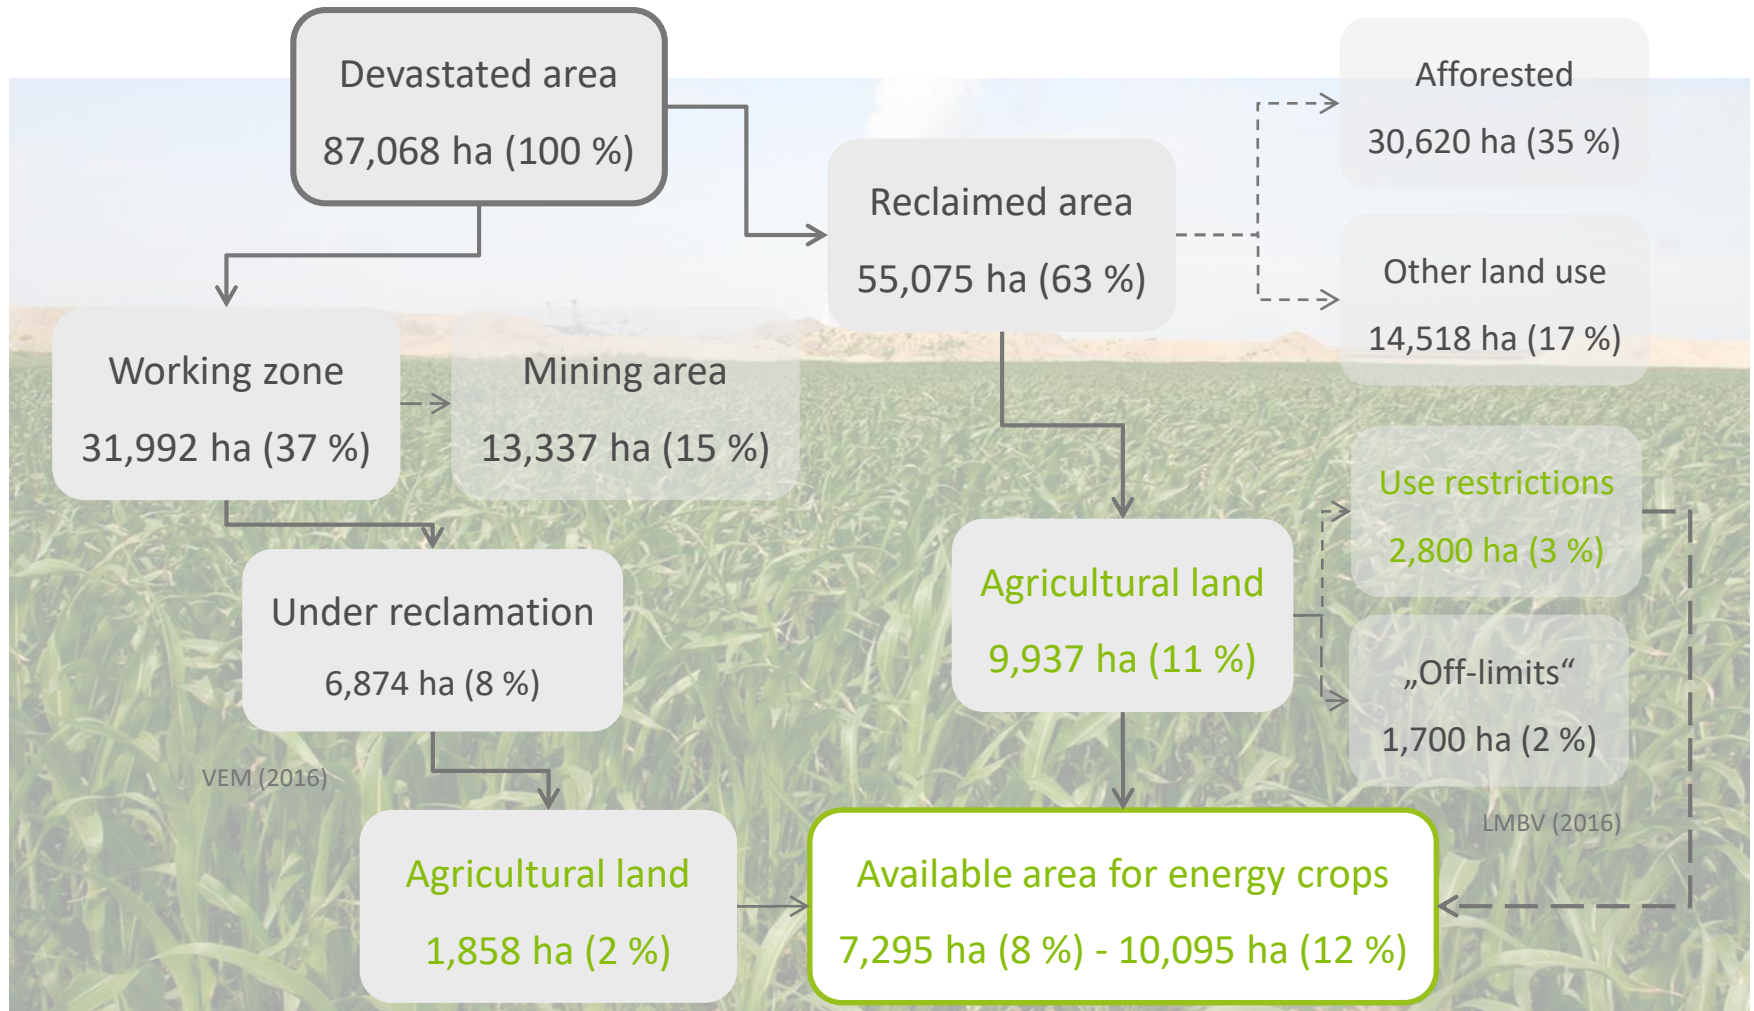 Devastated area
87,068 ha (100 %)
Afforested
30,620 ha (35 %)
Reclaimed area
55,075 ha (63 %)
Other land use
14,518 ha (17 %)
Working zone
31,992 ha (37 %)
Mining area
13,337 ha (15 %)
Use restrictions
2,800 ha (3 %)
Under reclamation
6,874 ha (8 %)
Agricultural land
9,937 ha (11 %)
„Off-limits“
1,700 ha (2 %)
VEM (2016)
LMBV (2016)
Agricultural land
1,858 ha (2 %)
Available area for energy crops
7,295 ha (8 %) - 10,095 ha (12 %)